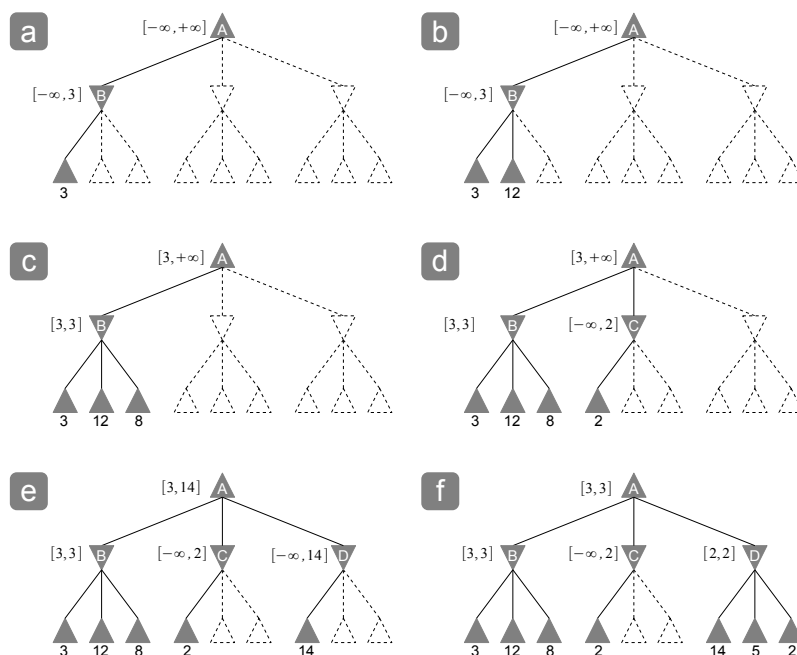 a
[−∞,+∞] A
[−∞,3] B
3
b
[−∞,+∞] A
[−∞,3] B
3 12
c
[3,+∞] A
[3,3] B
3 12 8
d
[3,+∞] A
[3,3] B [−∞,2] C
3 12 8 2
e
[3,14] A
[3,3] B [−∞,2] C [−∞,14] D
3 12 8 2 14
f
[3,3] A
[3,3] B [−∞,2] C [2,2] D
3 12 8 2 14 5 2